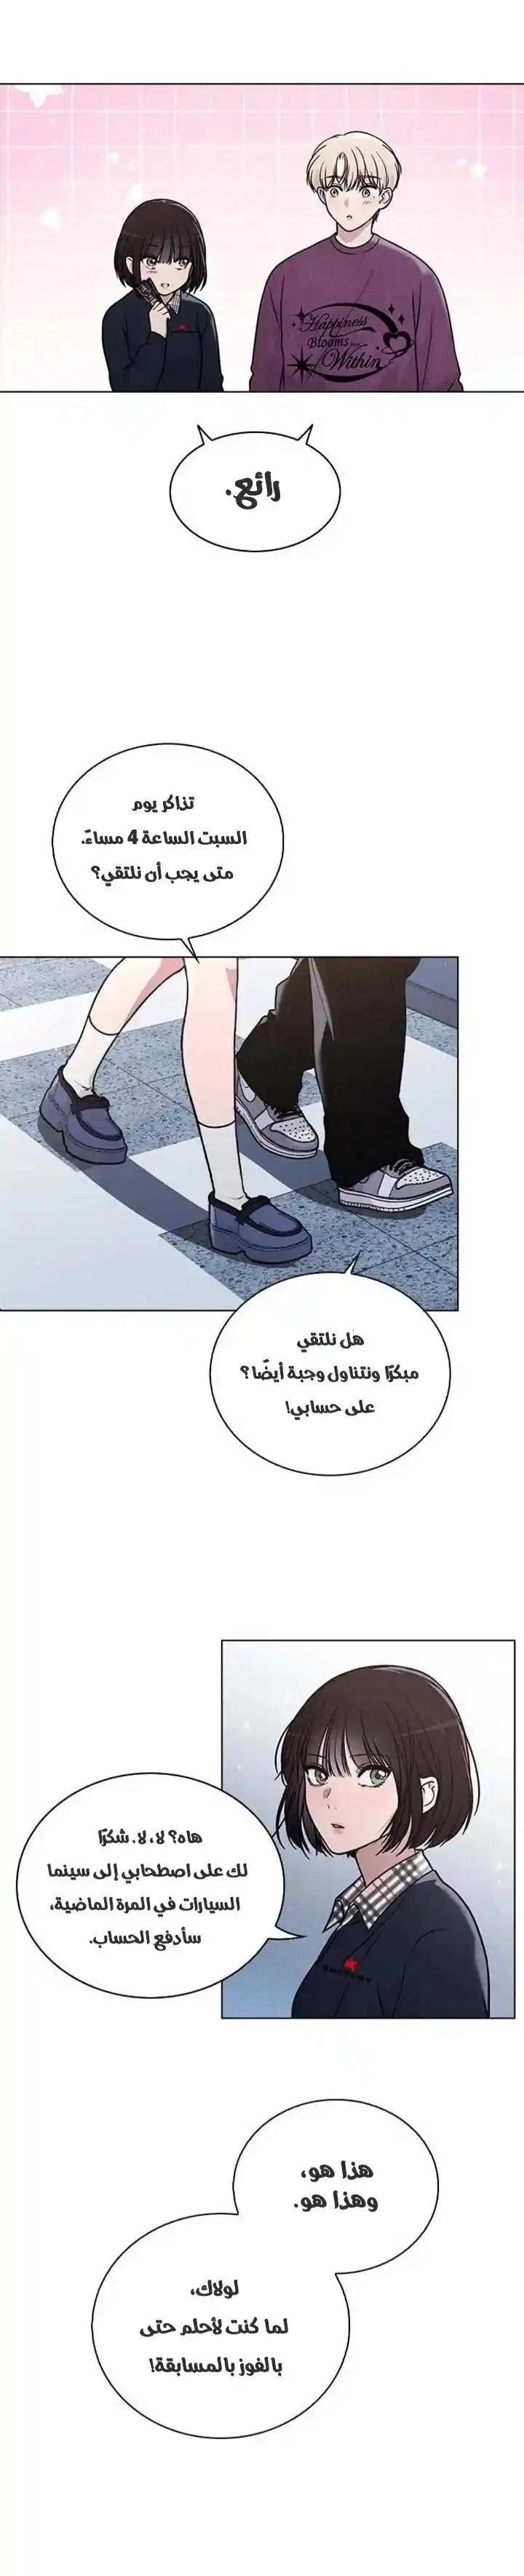 Happiness
Blooms from
Within
رائع.
تذاكر يوم
السبت الساعة 4 مساءً.
متى يجب أن نلتقي؟
هل نلتقي
مبكرًا ونتناول وجبة أيضًا؟
على حسابي!
هاه؟ لا، لا. شكرًا
لك على اصطحابي إلى سينما
السيارات في المرة الماضية،
سأدفع الحساب.
هذا هو،
وهذا هو.
لولاك،
لما كنت لأحلم حتى
بالفوز بالمسابقة!